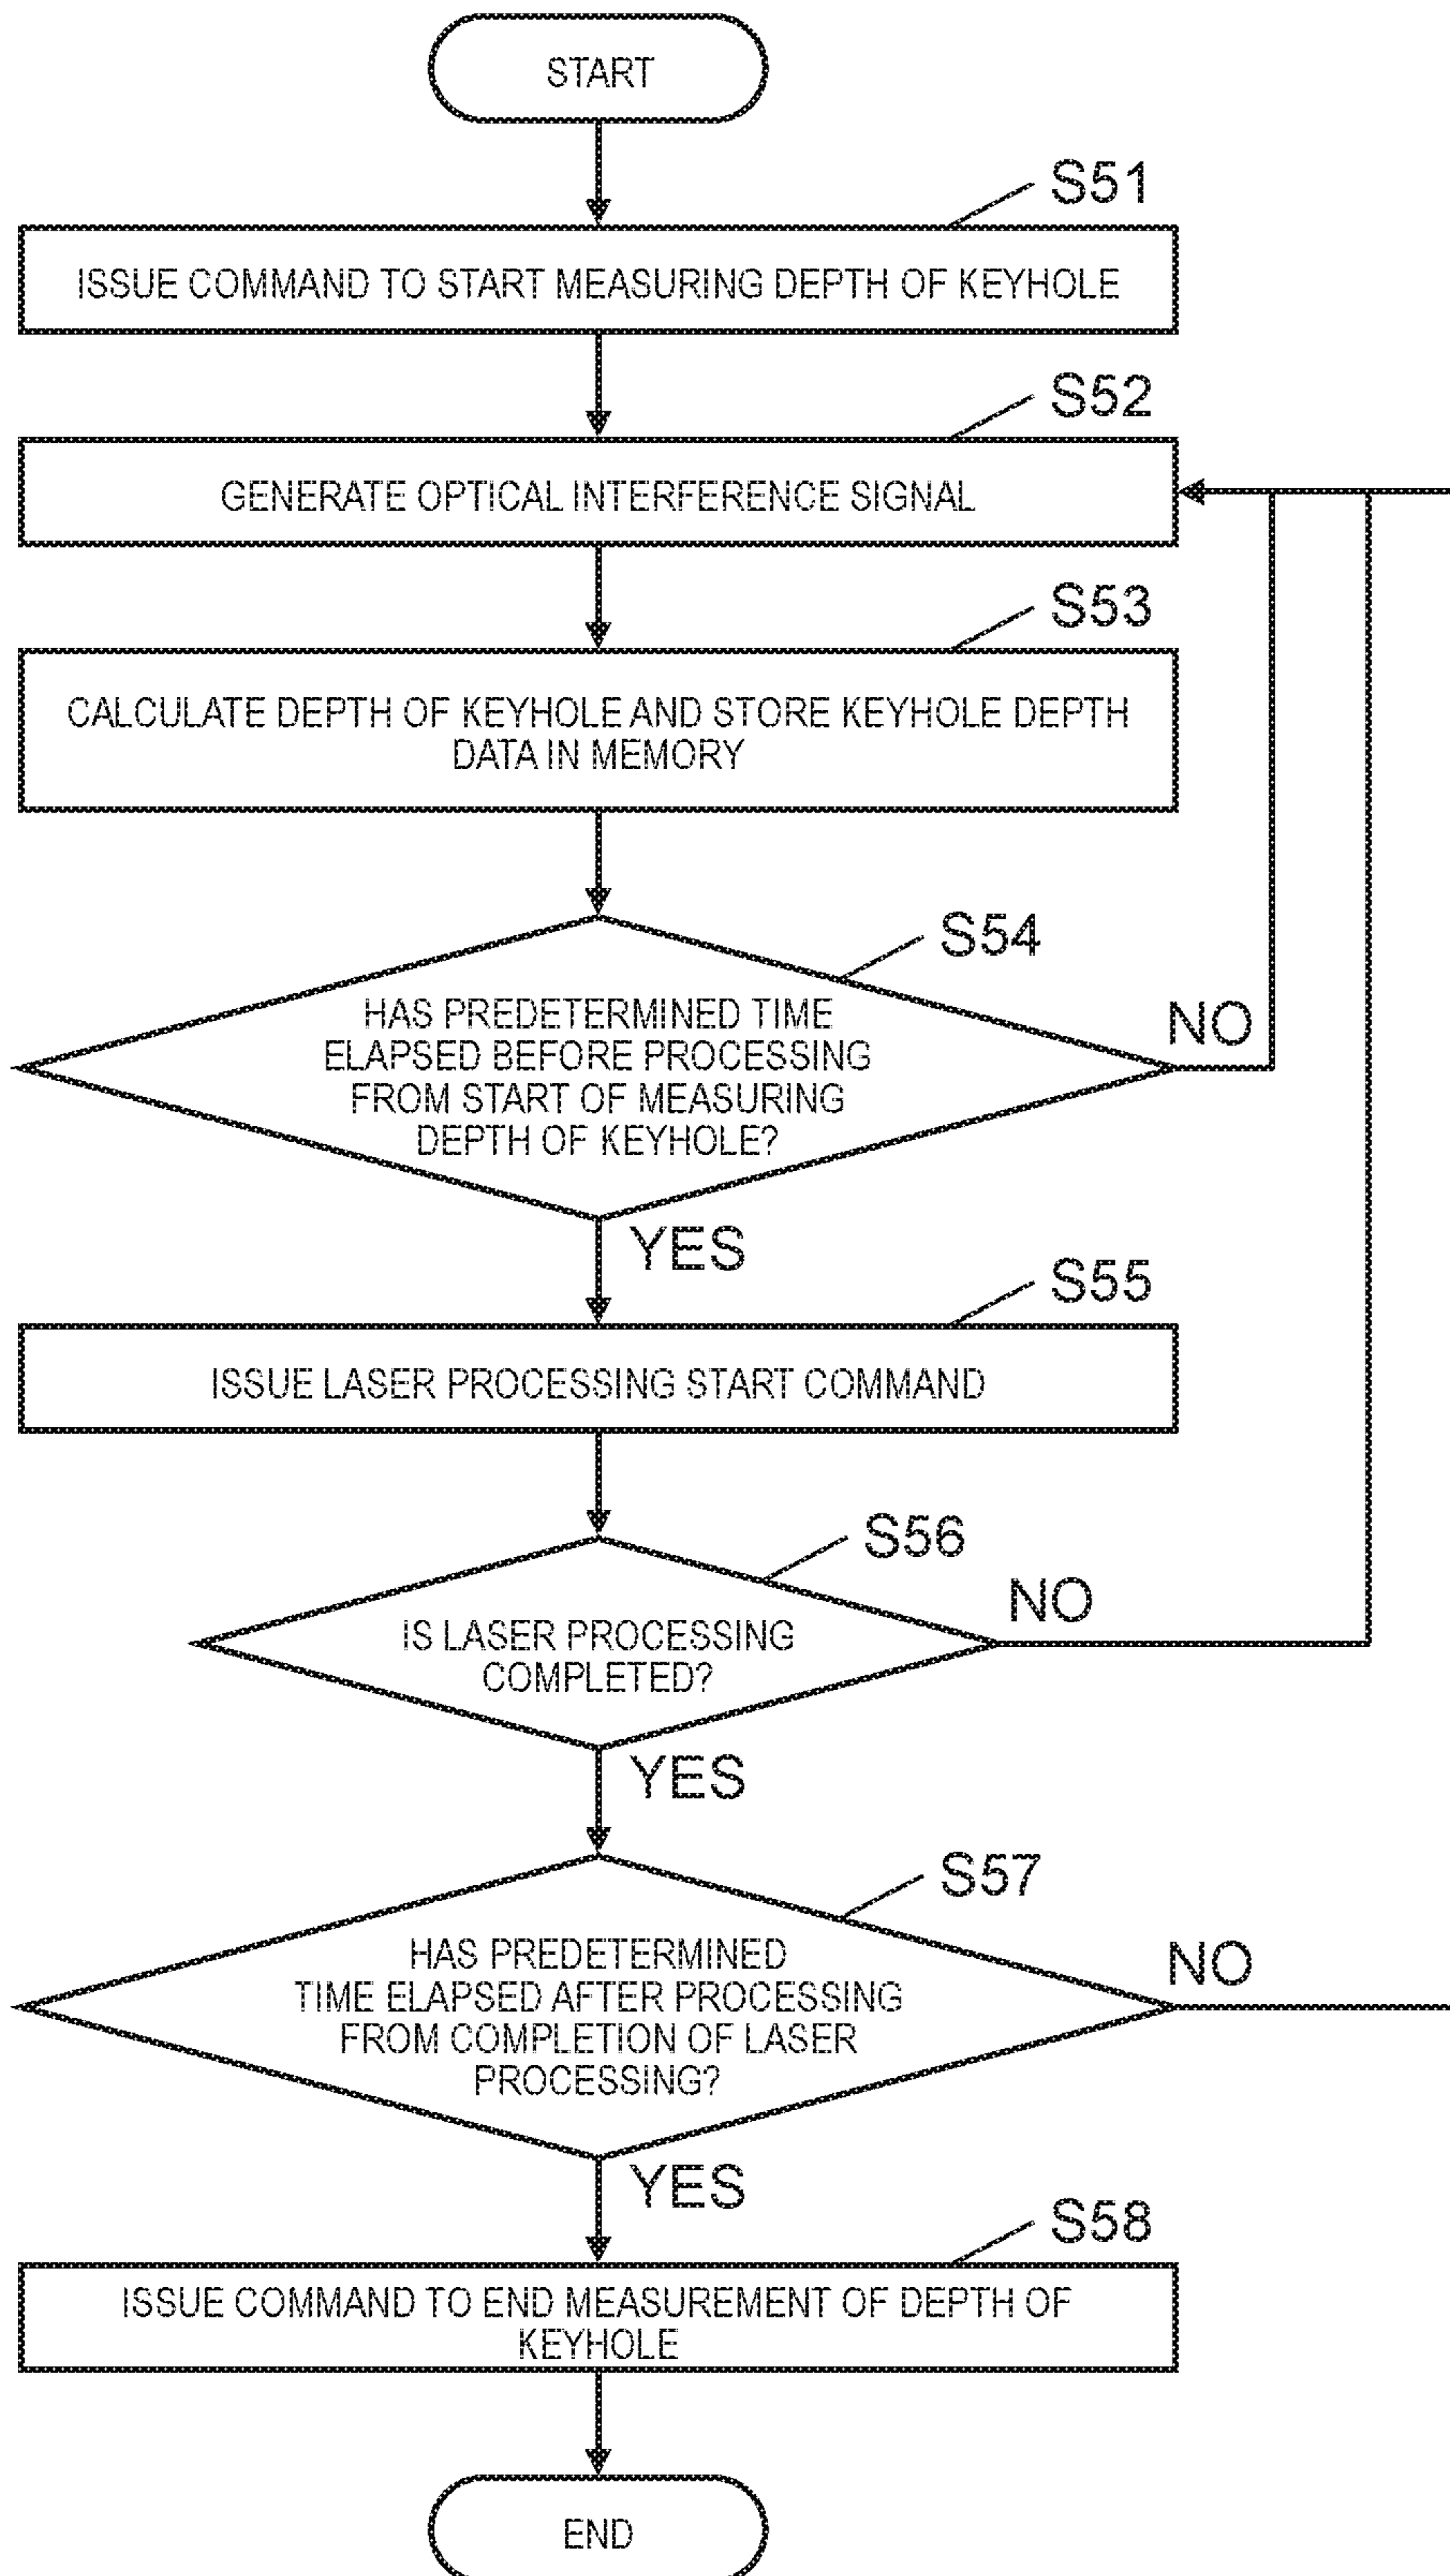 START
S51
ISSUE COMMAND TO START MEASURING DEPTH OF KEYHOLE
S52
GENERATE OPTICAL INTERFERENCE SIGNAL
S53
CALCULATE DEPTH OF KEYHOLE AND STORE KEYHOLE DEPTH
DATA IN MEMORY
S54
HAS PREDETERMINED TIME
ELAPSED BEFORE PROCESSING
FROM START OF MEASURING
DEPTH OF KEYHOLE?
NO
YES
S55
ISSUE LASER PROCESSING START COMMAND
S56
IS LASER PROCESSING
COMPLETED?
NO
YES
S57
HAS PREDETERMINED
TIME ELAPSED AFTER PROCESSING
FROM COMPLETION OF LASER
PROCESSING?
NO
YES
S58
ISSUE COMMAND TO END MEASUREMENT OF DEPTH OF
KEYHOLE
END